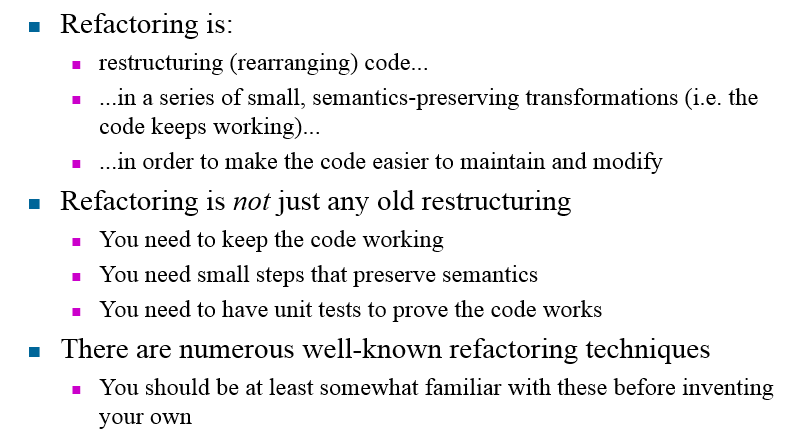 Refactoring is:
restructuring (rearranging) code...
...in a series of small, semantics-preserving transformations (i.e. the
code keeps working)...
...in order to make the code easier to maintain and modify
Refactoring is not just any old restructuring
You need to keep the code working
You need small steps that preserve semantics
You need to have unit tests to prove the code works
There are numerous well-known refactoring techniques
You should be at least somewhat familiar with these before inventing
your own